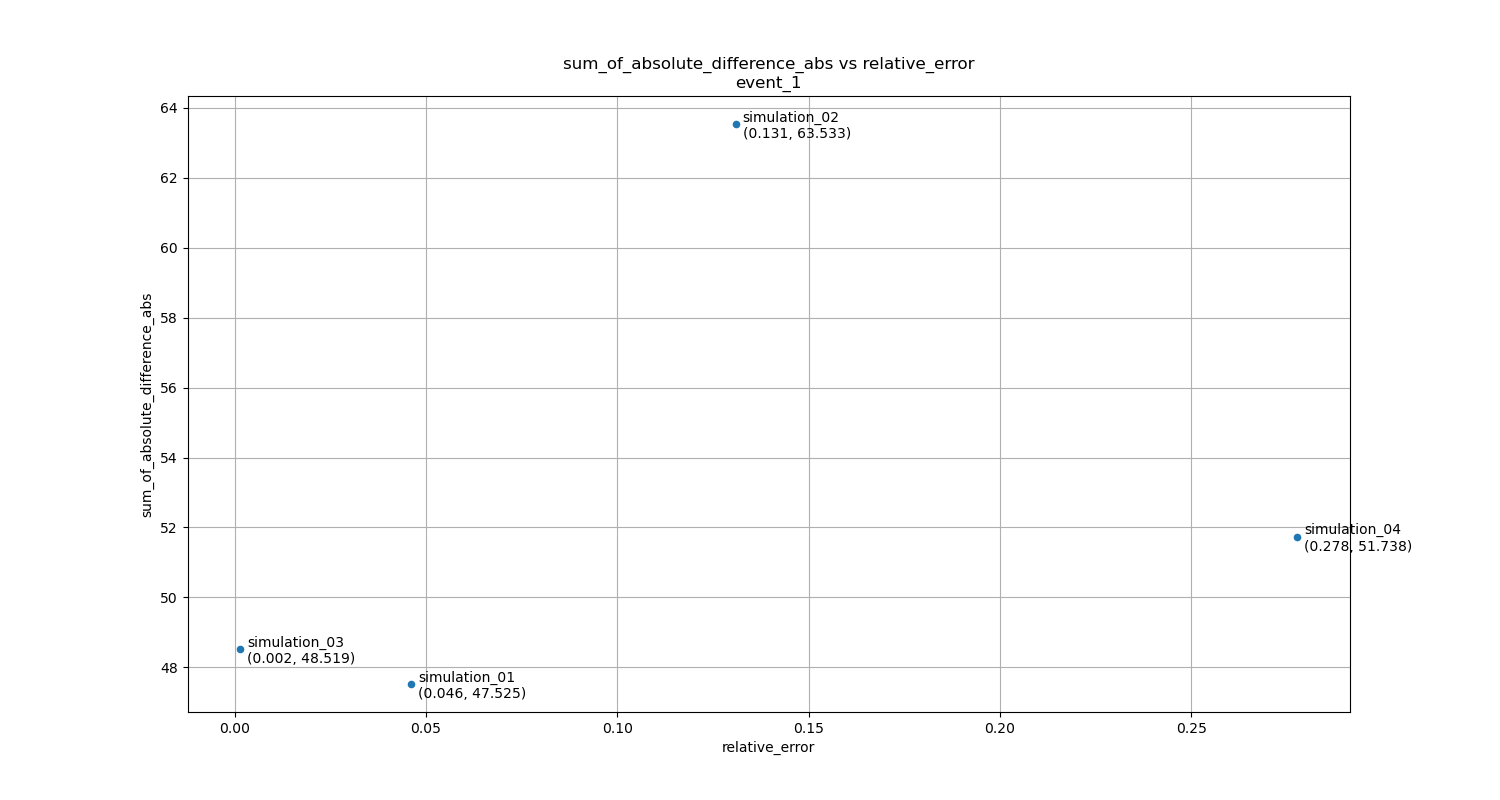 sum_of_absolute_difference_abs vs relative_error
event_1
sum_of_absolute_difference_abs
64
62
60
58
56
54
52
50
48
simulation_02
(0.131, 63.533)
simulation_04
(0.278, 51.738)
simulation_03
(0.002, 48.519)
simulation_01
(0.046, 47.525)
0.00
0.05
0.10
0.15
0.20
0.25
relative_error